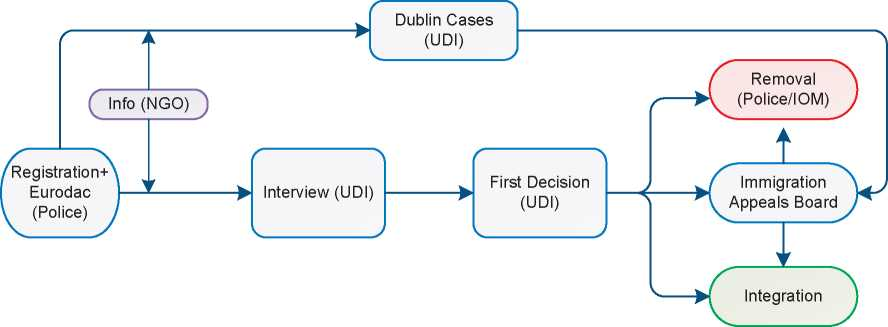 Dublin Cases
(UDI)
Removal
(Police/IOM)
Info (NGO)
Registration+
Eurodac
(Police)
Interview (UDI)
First Decision
(UDI)
Immigration
Appeals Board
Integration